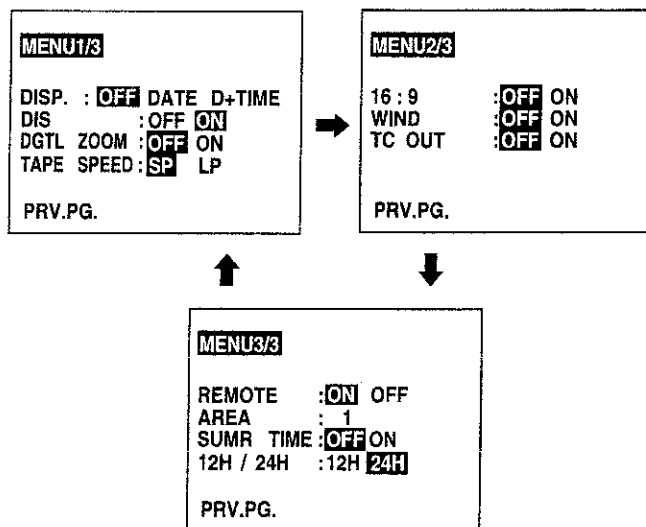 MENU1/3
DISP. : OFF DATE D+TIME
DIS :OFF ON
DGTL ZOOM :OFF ON
TAPE SPEED:SP LP
PRV.PG.
MENU2/3
16:9 :OFF ON
WIND :OFF ON
TC OUT :OFF ON
PRV.PG.
MENU3/3
REMOTE :ON OFF
AREA : 1
SUMR TIME:OFF ON
12H / 24H :12H 24H
PRV.PG.